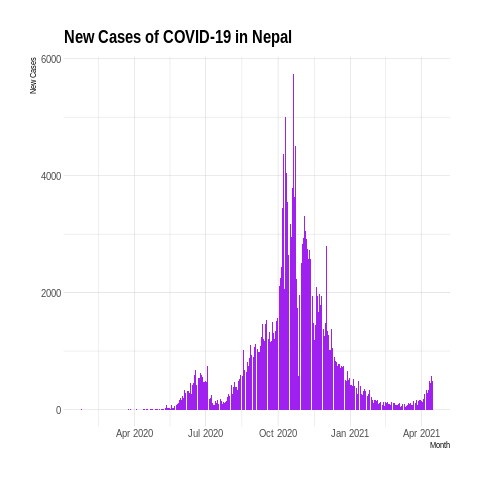 New Cases of COVID-19 in Nepal
New Cases
6000
4000
2000
0
Apr 2020 Jul 2020 Oct 2020 Jan 2021 Apr 2021
Month